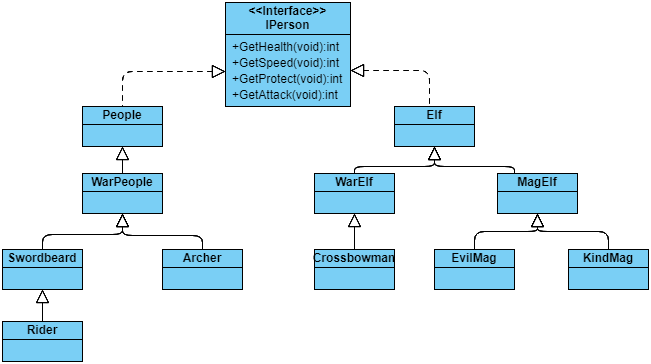 <<Interface>>
IPerson
+GetHealth(void):int
+GetSpeed(void):int
+GetProtect(void):int
+GetAttack(void):int
People
Elf
WarPeople
WarElf
MagElf
Swordbeard
Archer
Crossbowman
EvilMag
KindMag
Rider